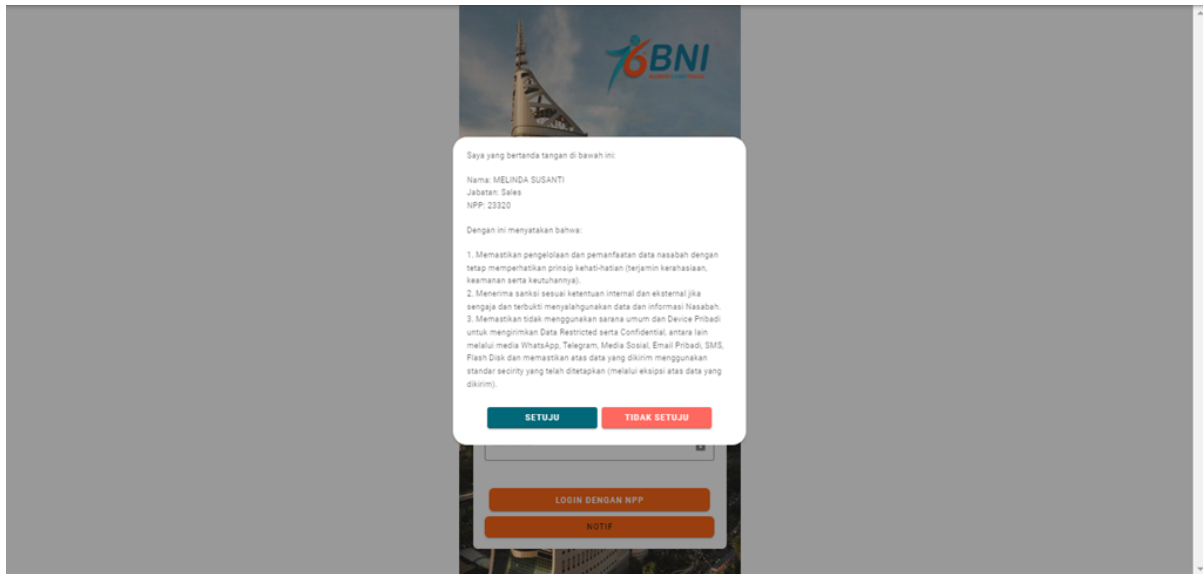 76 BNI
Saya yang bertanda tangan di bawah ini:
Nama: MELINDA SUSANTI
Jabatan: Sales
NPP: 23320
Dengan ini menyatakan bahwa:
1. Memastikan pengelolaan dan pemanfaatan data nasabah dengan
tetap memperhatikan prinsip kehati-hatian (terjamin kerahasiaan,
keamanan serta keutuhannya).
2. Menerima sanksi sesuai ketentuan internal dan eksternal jika
sengaja dan terbukti menyalahgunakan data dan informasi Nasabah.
3. Memastikan tidak menggunakan sarana umum dan Device Pribadi
untuk mengirimkan Data Restricted serta Confidential, antara lain
melalui media WhatsApp, Telegram, Media Sosial, Email Pribadi, SMS,
Flash Disk dan memastikan atas data yang dikirim menggunakan
standar secirity yang telah ditetapkan (melalui eksipsi atas data yang
dikirim).
SETUJU TIDAK SETUJU
LOGIN DENGAN NPP
NOTIF